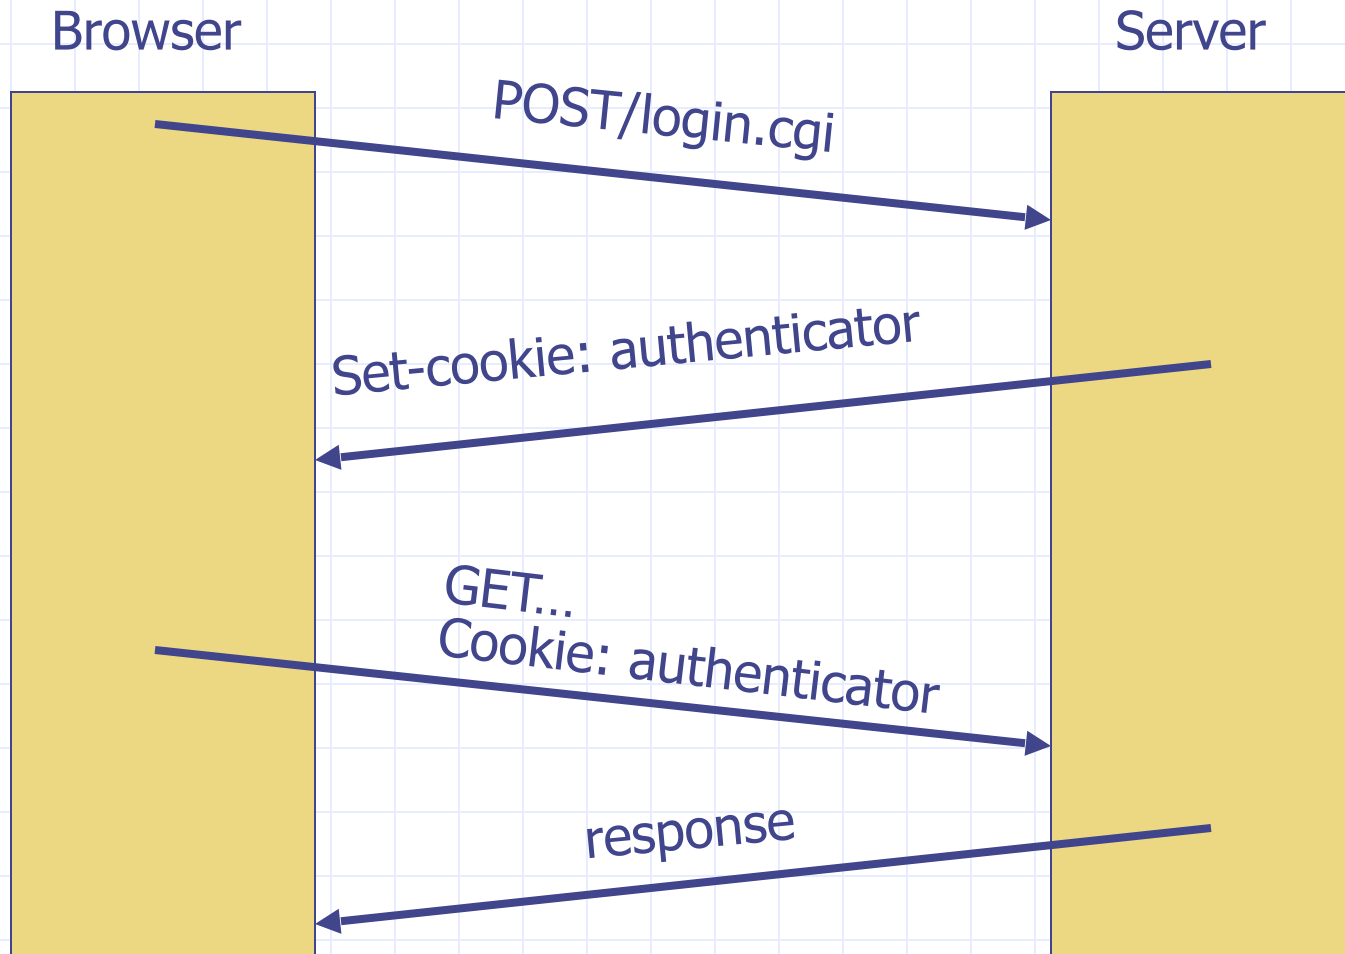 Browser
Server
POST/login.cgi
Set-cookie: authenticator
GET...
Cookie: authenticator
response